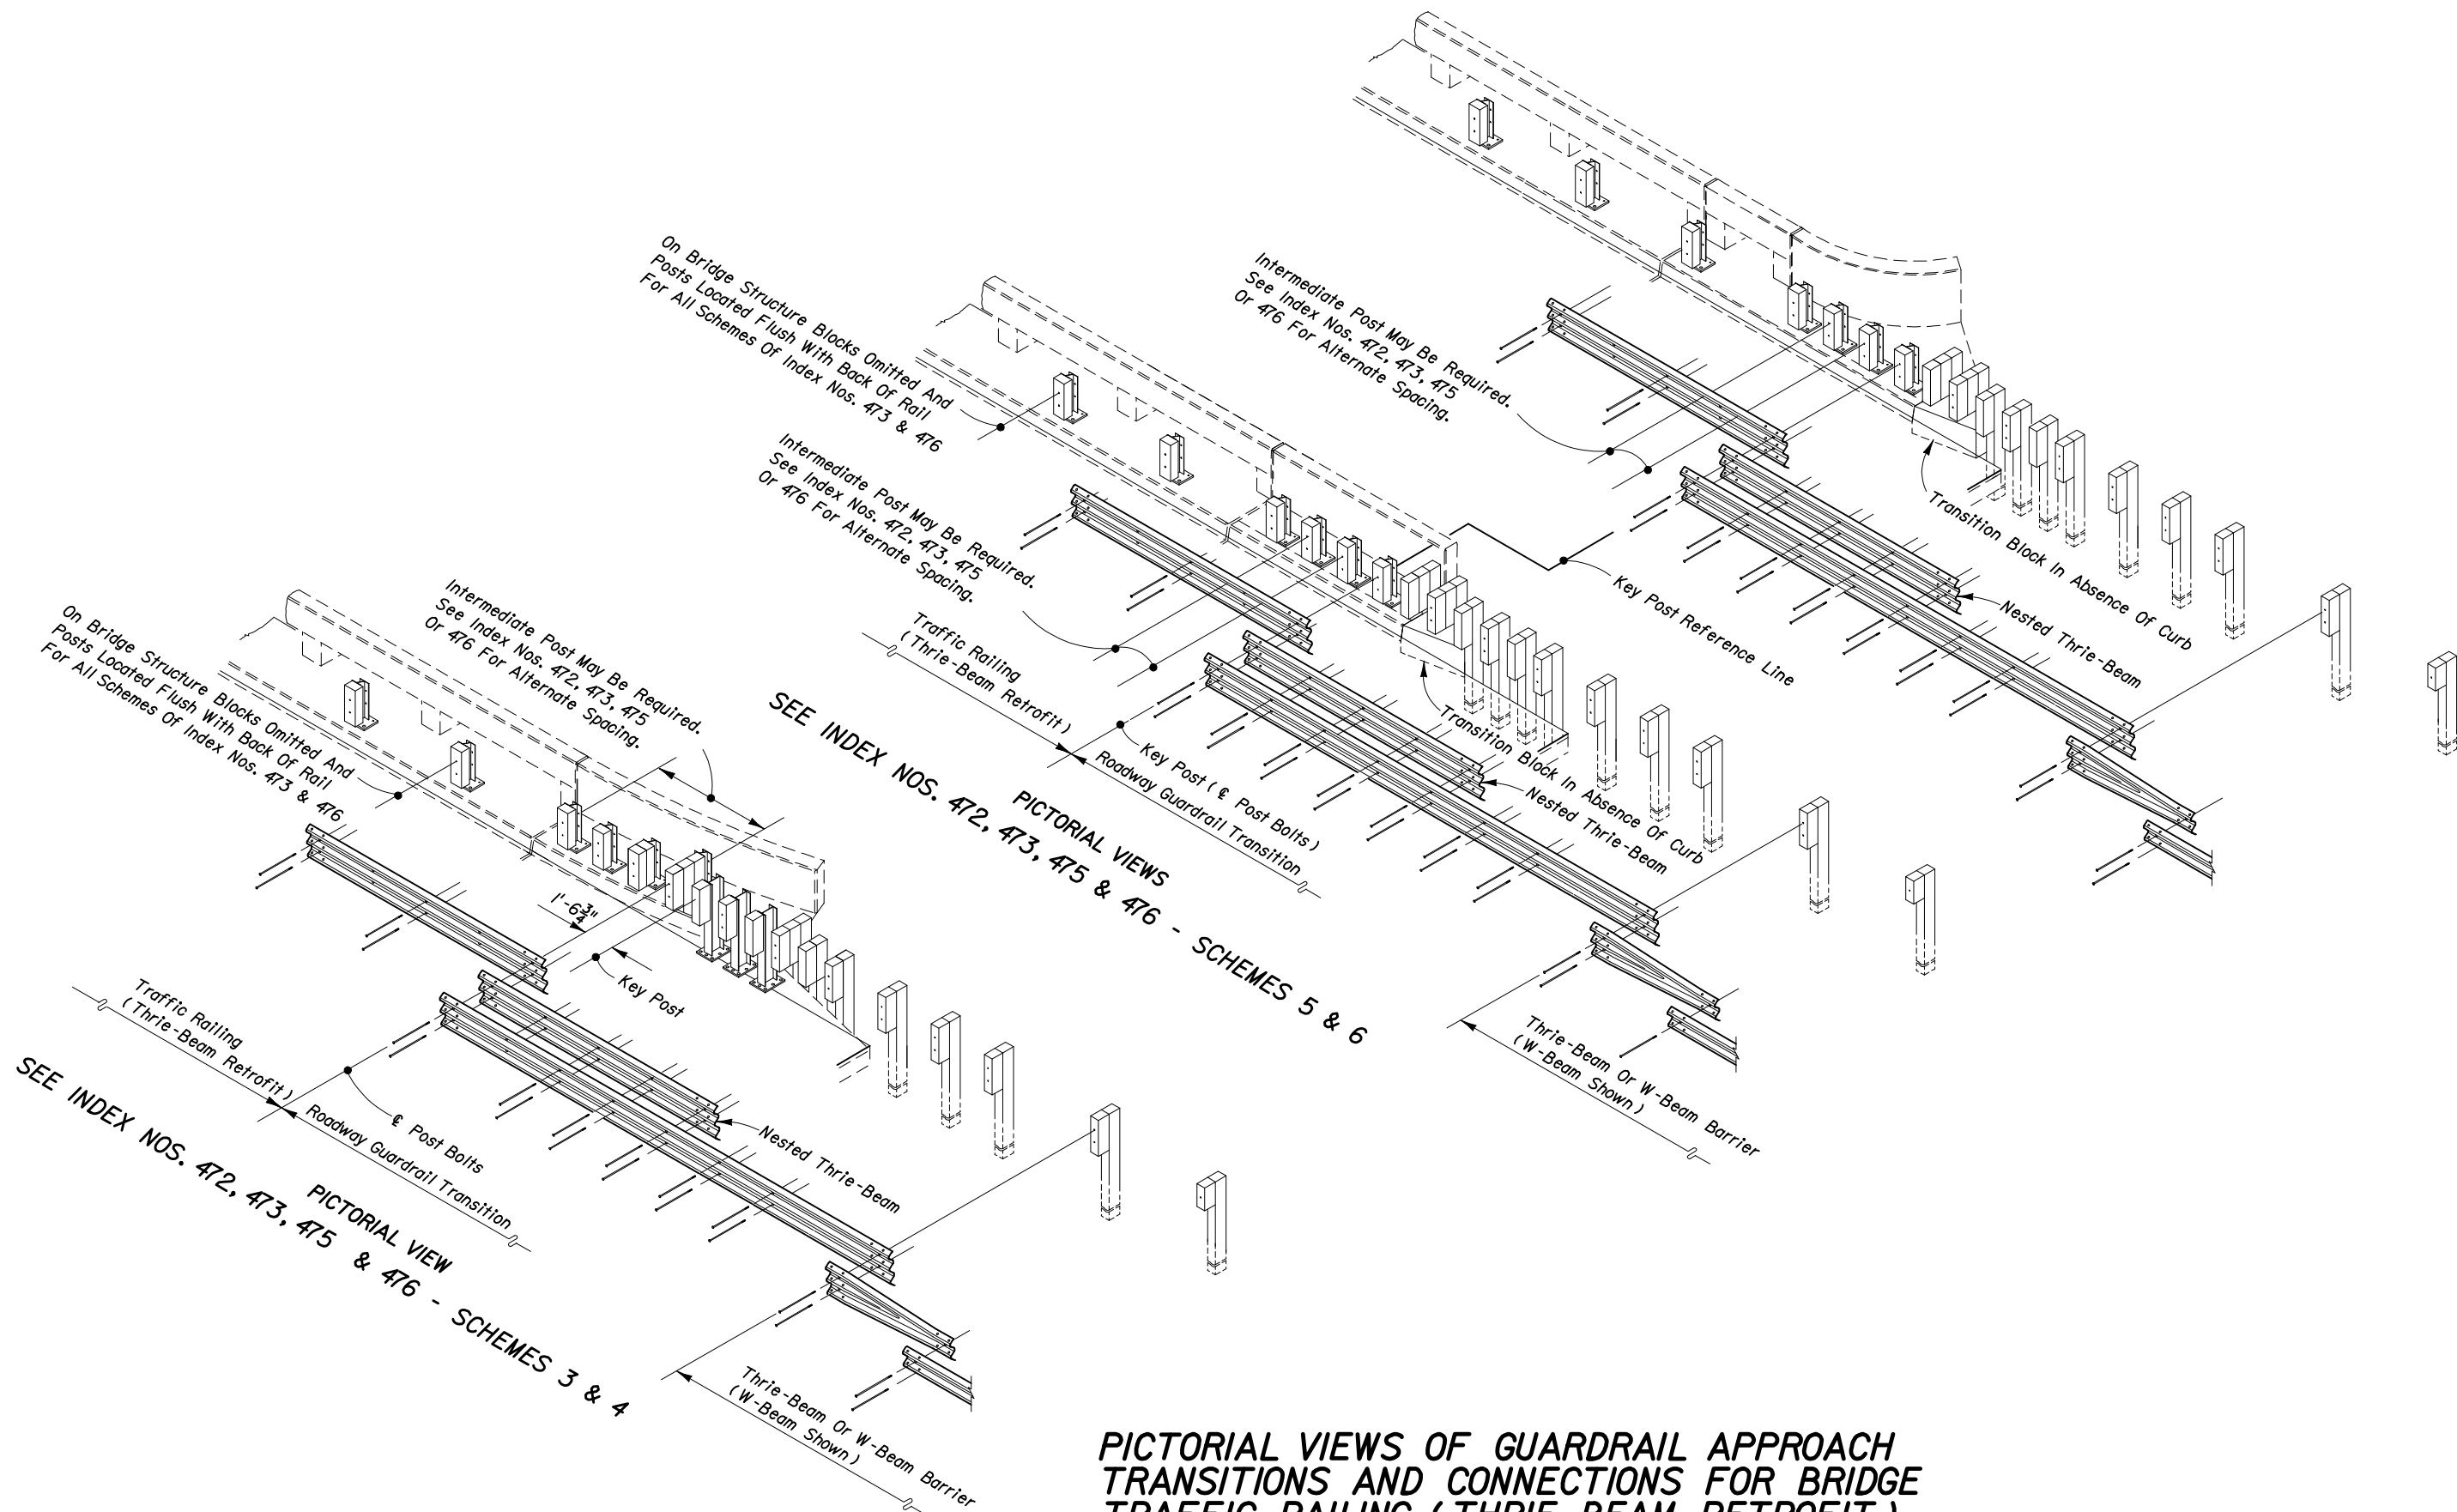 On Bridge Structure Blocks Omitted And
Posts Located Flush With Back Of Rail
For All Schemes Of Index Nos. 473 & 476
Intermediate Post May Be Required.
See Index Nos. 472, 473, 475
Or 476 For Alternate Spacing.
1'-6 3/4"
Key Post
Traffic Railing
(Thrie-Beam Retrofit)
℄ Post Bolts
Roadway Guardrail Transition
Nested Thrie-Beam
Thrie-Beam Or W-Beam Barrier
(W-Beam Shown)
PICTORIAL VIEW
SEE INDEX NOS. 472, 473, 475 & 476 - SCHEMES 3 & 4
On Bridge Structure Blocks Omitted And
Posts Located Flush With Back Of Rail
For All Schemes Of Index Nos. 473 & 476
Intermediate Post May Be Required.
See Index Nos. 472, 473, 475
Or 476 For Alternate Spacing.
Traffic Railing
(Thrie-Beam Retrofit)
Key Post (℄ Post Bolts)
Roadway Guardrail Transition
Transition Block In Absence Of Curb
Nested Thrie-Beam
Thrie-Beam Or W-Beam Barrier
(W-Beam Shown)
PICTORIAL VIEWS
SEE INDEX NOS. 472, 473, 475 & 476 - SCHEMES 5 & 6
Intermediate Post May Be Required.
See Index Nos. 472, 473, 475
Or 476 For Alternate Spacing.
Key Post Reference Line
Transition Block In Absence Of Curb
Nested Thrie-Beam
PICTORIAL VIEWS OF GUARDRAIL APPROACH
TRANSITIONS AND CONNECTIONS FOR BRIDGE
TRAFFIC RAILING (THRIE BEAM RETROFIT)